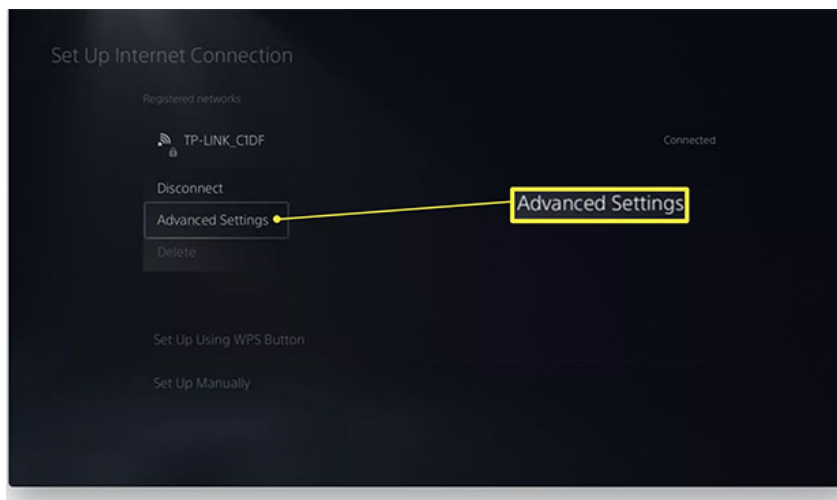 Set Up Internet Connection
Registered networks
TP-LINK_C1DF
Connected
Disconnect
Advanced Settings
Advanced Settings
Delete
Set Up Using WPS Button
Set Up Manually